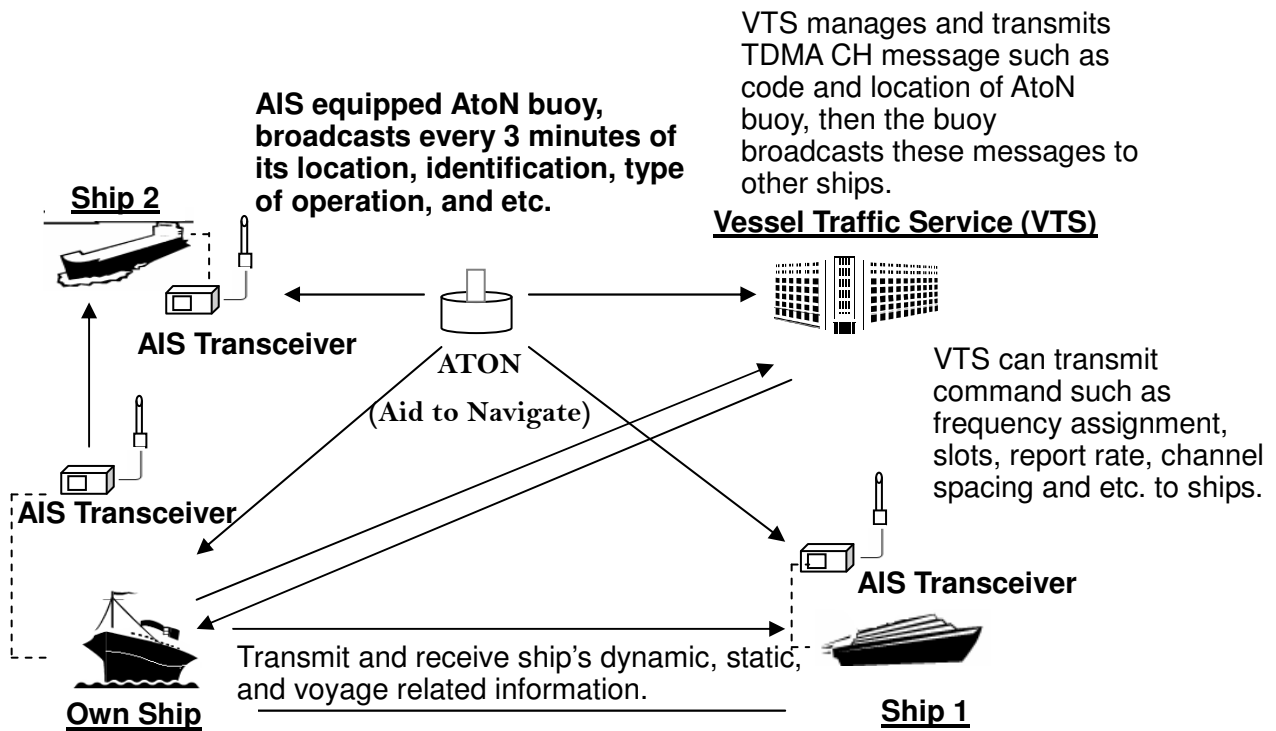 VTS manages and transmits
TDMA CH message such as
code and location of AtoN
buoy, then the buoy
broadcasts these messages to
other ships.
AIS equipped AtoN buoy,
broadcasts every 3 minutes of
its location, identification, type
of operation, and etc.
Ship 2
Vessel Traffic Service (VTS)
AIS Transceiver
ATON
(Aid to Navigate)
VTS can transmit
command such as
frequency assignment,
slots, report rate, channel
spacing and etc. to ships.
AIS Transceiver
AIS Transceiver
Transmit and receive ship's dynamic, static,
and voyage related information.
Own Ship
Ship 1